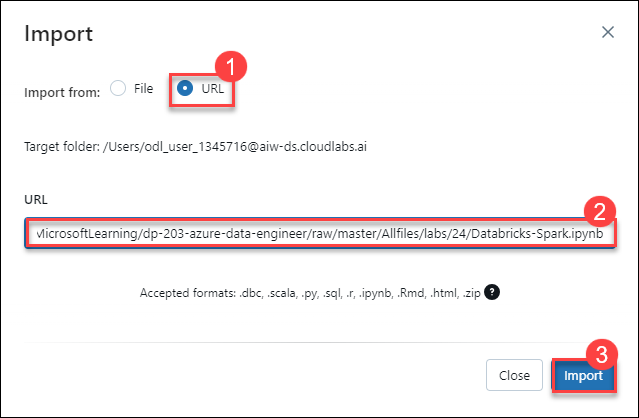 Import
1
Import from: File URL
Target folder: /Users/odl_user_1345716@aiw-ds.cloudlabs.ai
URL
2
MicrosoftLearning/dp-203-azure-data-engineer/raw/master/Allfiles/labs/24/Databricks-Spark.ipynb
Accepted formats: .dbc, .scala, .py, .sql, .r, .ipynb, .Rmd, .html, .zip ?
3
Close Import